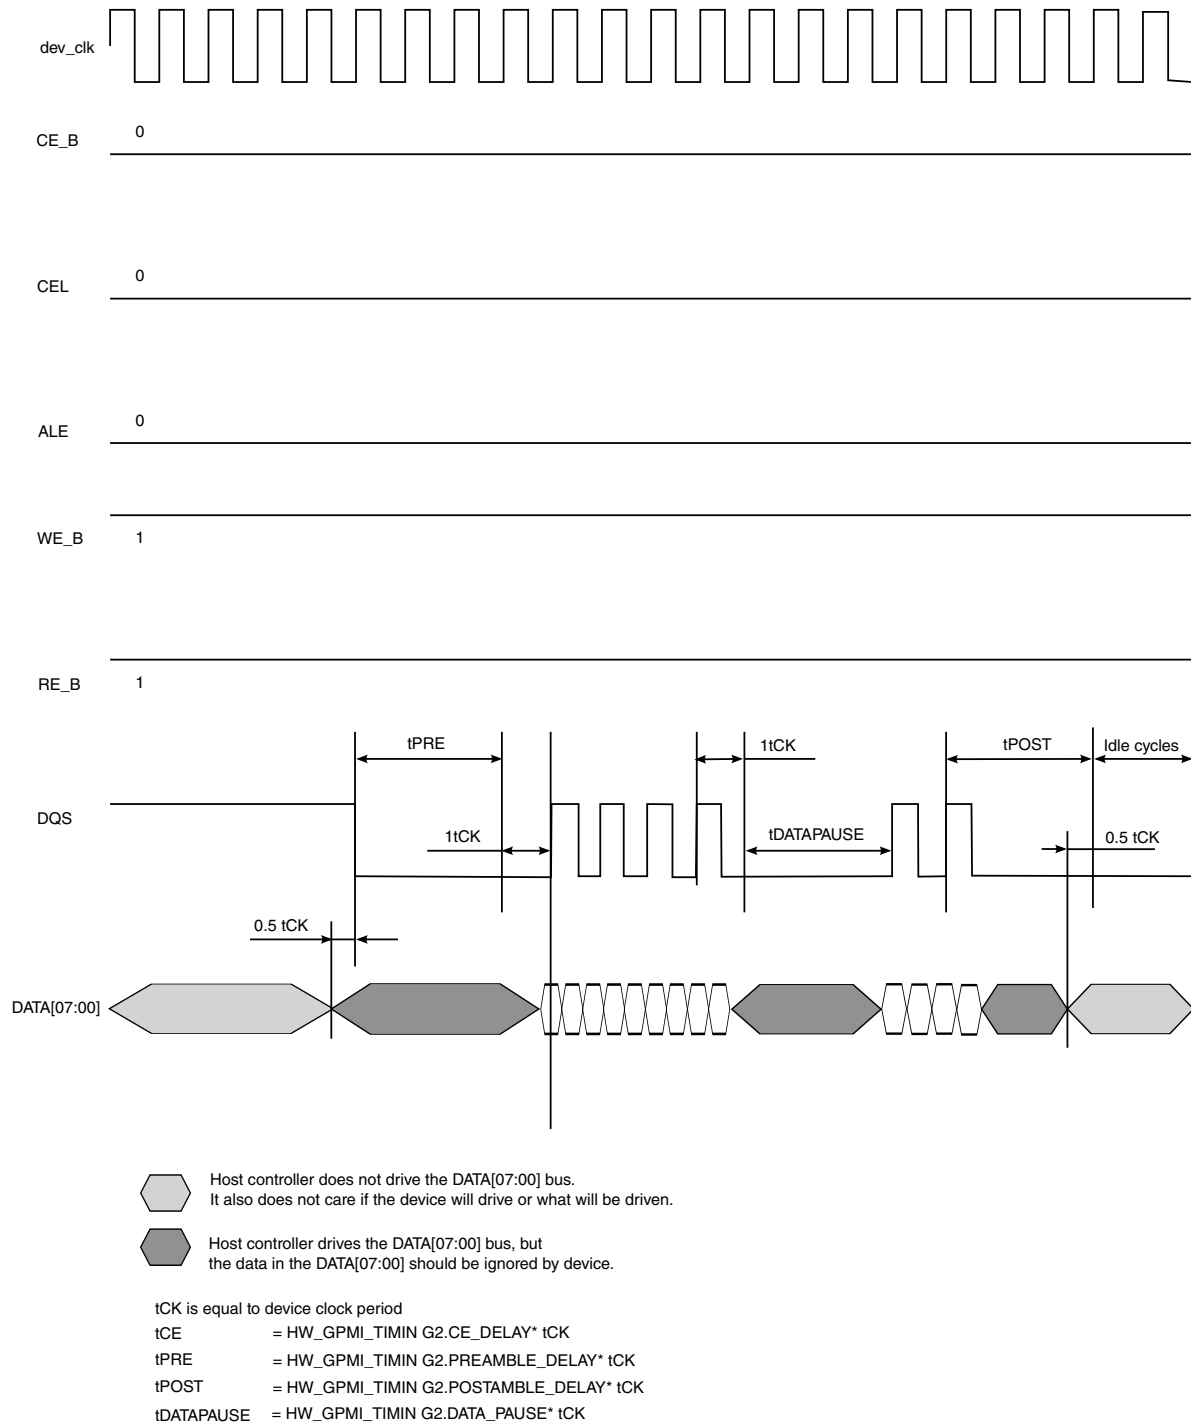 dev_clk
CE_B
0
CEL
0
ALE
0
WE_B
1
RE_B
1
tPRE
1tCK
tPOST
Idle cycles
DQS
1tCK
tDATAPAUSE
0.5 tCK
0.5 tCK
DATA[07:00]
Host controller does not drive the DATA[07:00] bus.
It also does not care if the device will drive or what will be driven.
Host controller drives the DATA[07:00] bus, but
the data in the DATA[07:00] should be ignored by device.
tCK is equal to device clock period
tCE = HW_GPMI_TIMIN G2.CE_DELAY* tCK
tPRE = HW_GPMI_TIMIN G2.PREAMBLE_DELAY* tCK
tPOST = HW_GPMI_TIMIN G2.POSTAMBLE_DELAY* tCK
tDATAPAUSE = HW_GPMI_TIMIN G2.DATA_PAUSE* tCK